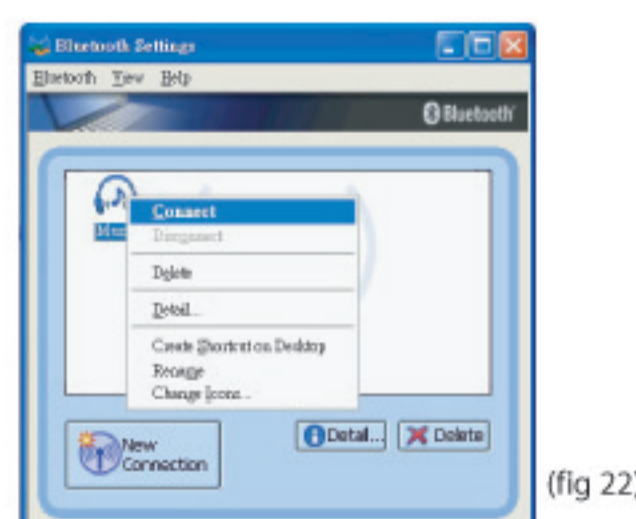 Bluetooth Settings
Bluetooth View Help
Bluetooth
Connect
Disconnect
Delete
Detail...
Create Shortcut on Desktop
Rename
Change Icons...
New
Connection
Detail...
Delete
(fig 22)